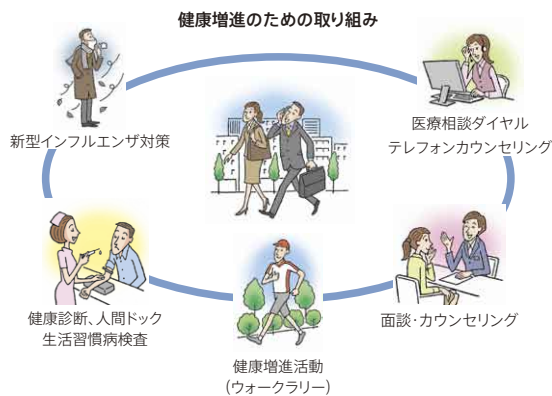 健康増進のための取り組み
新型インフルエンザ対策
医療相談ダイヤル
テレフォンカウンセリング
健康診断、人間ドック
生活習慣病検査
面談・カウンセリング
健康増進活動
(ウォークラリー)